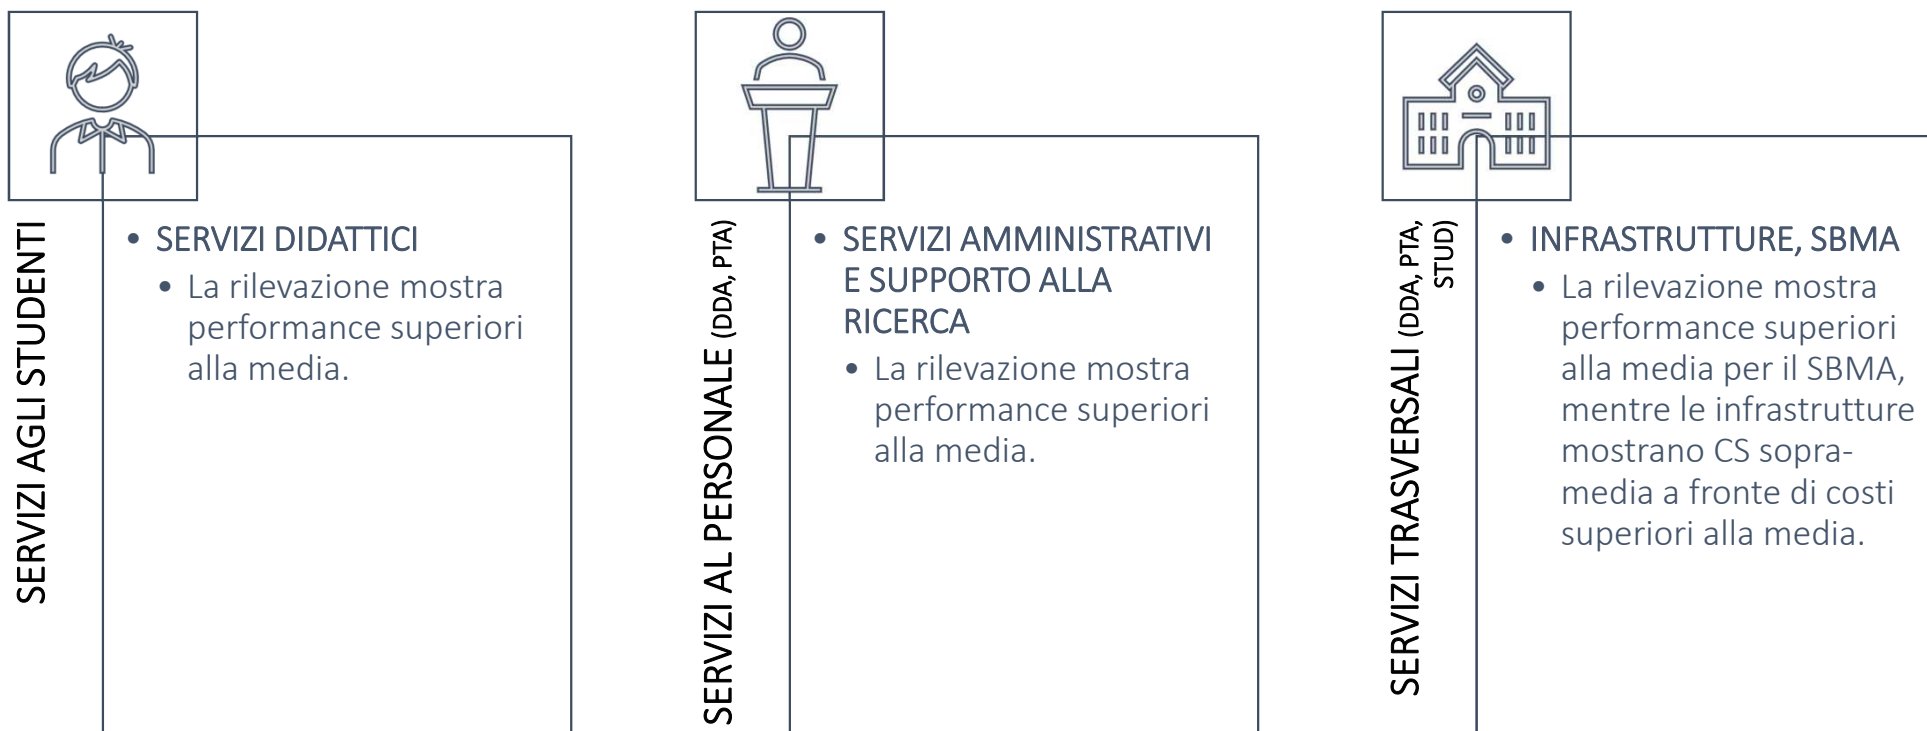 SERVIZI AGLI STUDENTI
• SERVIZI DIDATTICI
• La rilevazione mostra
performance superiori
alla media.
SERVIZI AL PERSONALE (DDA, PTA)
• SERVIZI AMMINISTRATIVI
E SUPPORTO ALLA
RICERCA
• La rilevazione mostra
performance superiori
alla media.
SERVIZI TRASVERSALI (DDA, PTA,
STUD)
• INFRASTRUTTURE, SBMA
• La rilevazione mostra
performance superiori
alla media per il SBMA,
mentre le infrastrutture
mostrano CS sopra-
media a fronte di costi
superiori alla media.